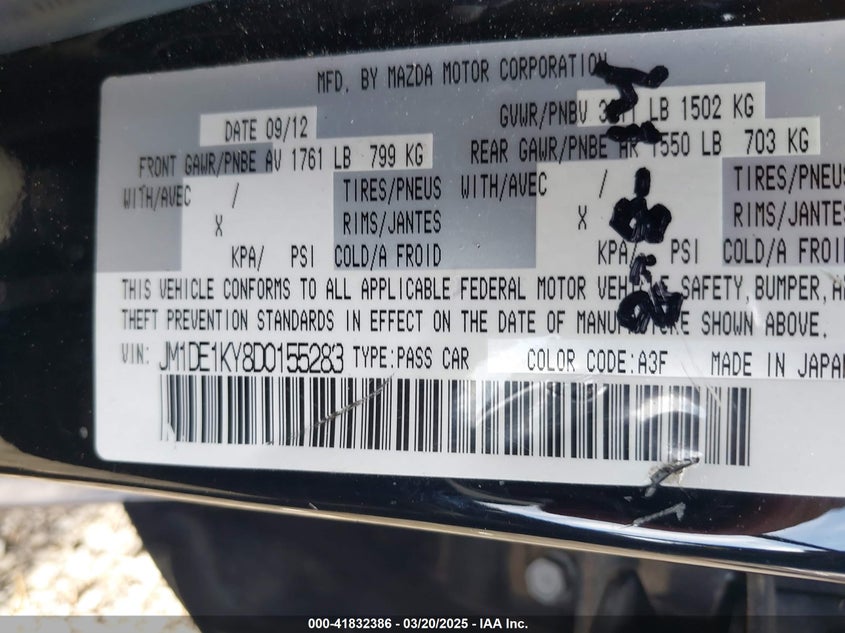 MFD. BY MAZDA MOTOR CORPORATION
DATE 09/12 GVWR/PNBV LB 1502 KG
FRONT GAWR/PNBE AV 1761 LB 799 KG REAR GAWR/PNBE AR 1550 LB 703 KG
WITH/AVEC / TIRES/PNEUS WITH/AVEC / TIRES/PNEUS
X RIMS/JANTES X RIMS/JANTES
KPA/ PSI COLD/A FROID KPA/ PSI COLD/A FROID
THIS VEHICLE CONFORMS TO ALL APPLICABLE FEDERAL MOTOR VEHICLE SAFETY, BUMPER,
THEFT PREVENTION STANDARDS IN EFFECT ON THE DATE OF MANUFACTURE SHOWN ABOVE.
VIN: JM1DE1KY8D0155283 TYPE:PASS CAR COLOR CODE:A3F MADE IN JAPAN
000-41832386 - 03/20/2025 - IAA Inc.